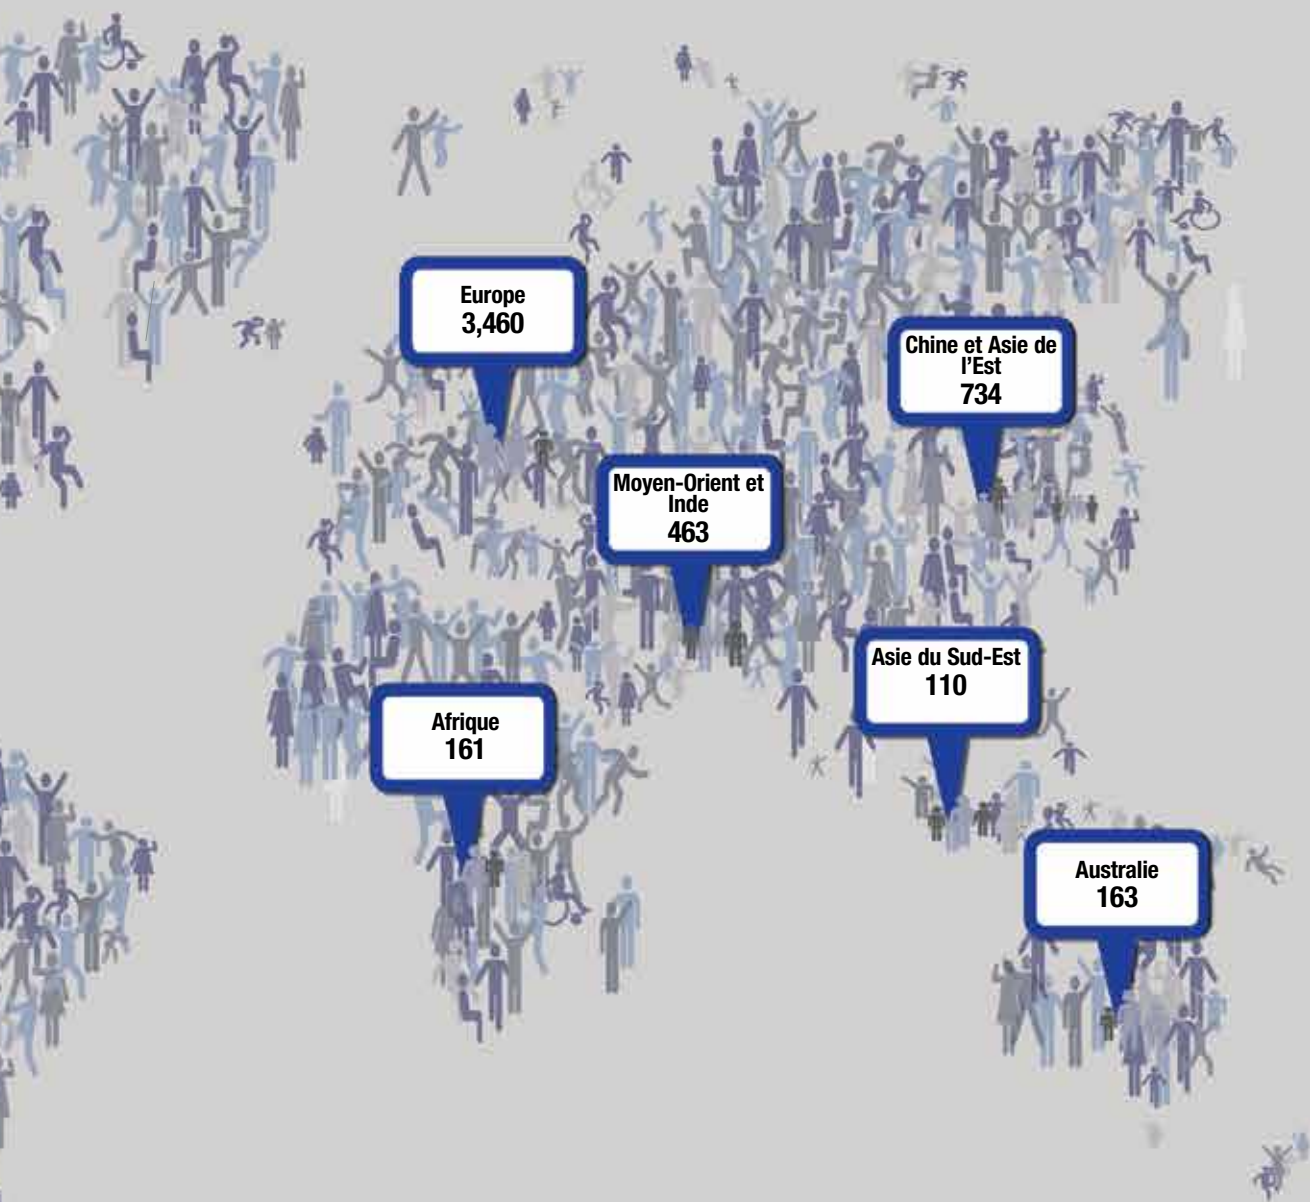 Europe
3,460
Chine et Asie de
l’Est
734
Moyen-Orient et
Inde
463
Asie du Sud-Est
110
Afrique
161
Australie
163